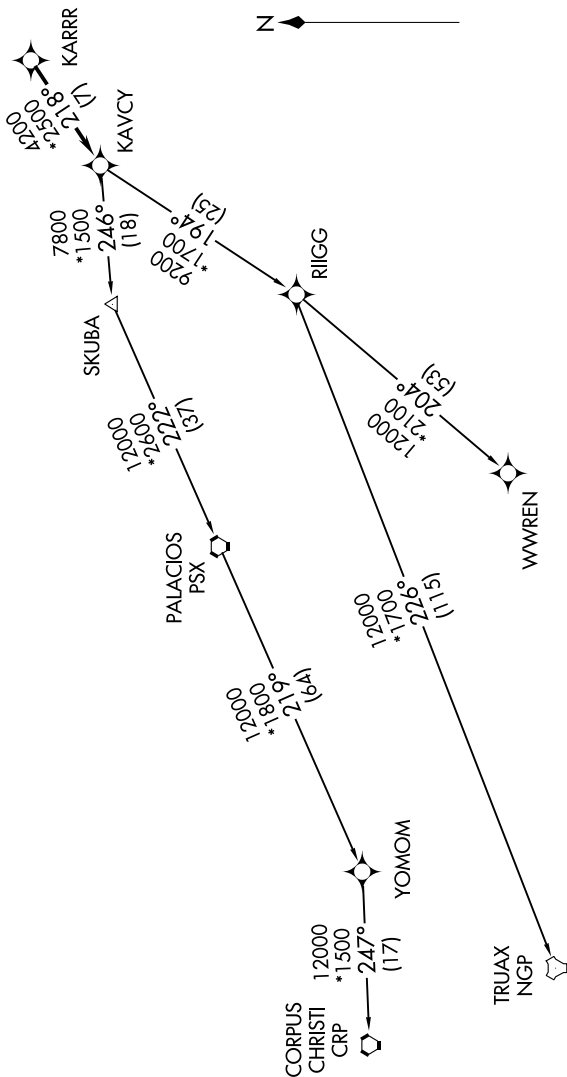 N
KARRR
4200
*2500
218°
(7)
KAVCY
7800
*1500
246°
(18)
9200
*1700
194°
(25)
SKUBA
RIIGG
12000
*2600
222°
(37)
12000
*2100
204°
(53)
PALACIOS
PSX
WWREN
12000
*1700
226°
(115)
12000
*1800
219°
(64)
YOMOM
12000
*1500
247°
(17)
TRUAX
NGP
CORPUS
CHRISTI
CRP